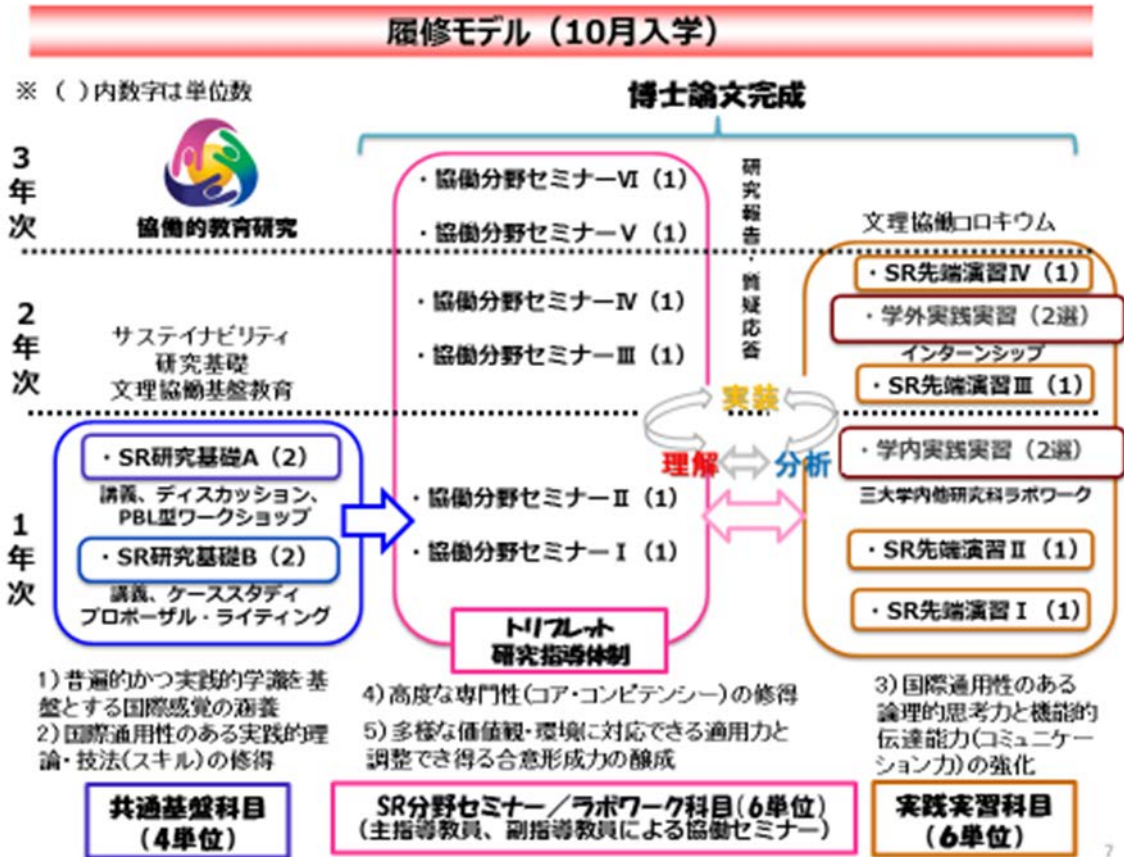 履修モデル（10月入学）
※ （ ）内数字は単位数
博士論文完成
3年次
協働的教育研究
・協働分野セミナーⅥ（1）
・協働分野セミナーⅤ（1）
研究報告・質疑応答
文理協働コロキウム
・SR先端演習Ⅳ（1）
2年次
サステイナビリティ
研究基礎
文理協働基盤教育
・協働分野セミナーⅣ（1）
・協働分野セミナーⅢ（1）
・学外実践実習（2選）
インターンシップ
・SR先端演習Ⅲ（1）
実装
理解
分析
1年次
・SR研究基礎A（2）
講義、ディスカッション、
PBL型ワークショップ
・SR研究基礎B（2）
講義、ケーススタディ
プロポーザル・ライティング
・協働分野セミナーⅡ（1）
・協働分野セミナーⅠ（1）
トリプレット
研究指導体制
・学内実践実習（2選）
三大学内他研究科ラボワーク
・SR先端演習Ⅱ（1）
・SR先端演習Ⅰ（1）
1）普遍的かつ実践的学識を基
盤とする国際感覚の涵養
2）国際通用性のある実践的理
論・技法（スキル）の修得
4）高度な専門性（コア・コンピテンシー）の修得
5）多様な価値観・環境に対応できる適用力と
調整でき得る合意形成力の醸成
3）国際通用性のある
論理的思考力と機能的
伝達能力（コミュニケー
ション力）の強化
共通基盤科目
（4単位）
SR分野セミナー／ラボワーク科目（6単位）
（主指導教員、副指導教員による協働セミナー）
実践実習科目
（6単位）
7